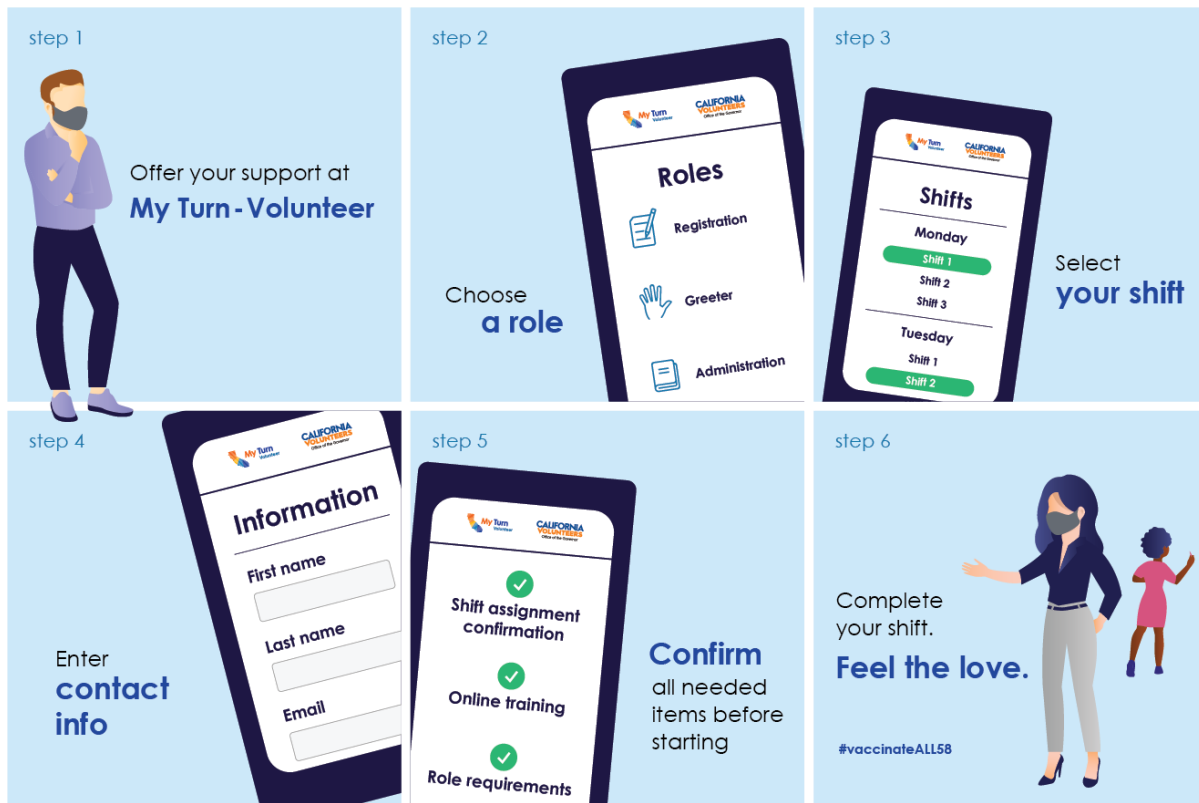 step 1
Offer your support at
My Turn-Volunteer
step 2
Choose
a role
My Turn
Volunteer
CALIFORNIA
VOLUNTEERS
Office of the Governor
Roles
Registration
Greeter
Administration
step 3
My Turn
Volunteer
CALIFORNIA
VOLUNTEERS
Office of the Governor
Shifts
Monday
Shift 1
Shift 2
Shift 3
Tuesday
Shift 1
Shift 2
Select
your shift
step 4
Enter
contact
info
My Turn
Volunteer
CALIFORNIA
VOLUNTEERS
Office of the Governor
Information
First name
Last name
Email
step 5
My Turn
Volunteer
CALIFORNIA
VOLUNTEERS
Office of the Governor
Shift assignment
confirmation
Online training
Role requirements
Confirm
all needed
items before
starting
step 6
Complete
your shift.
Feel the love.
#vaccinateALL58